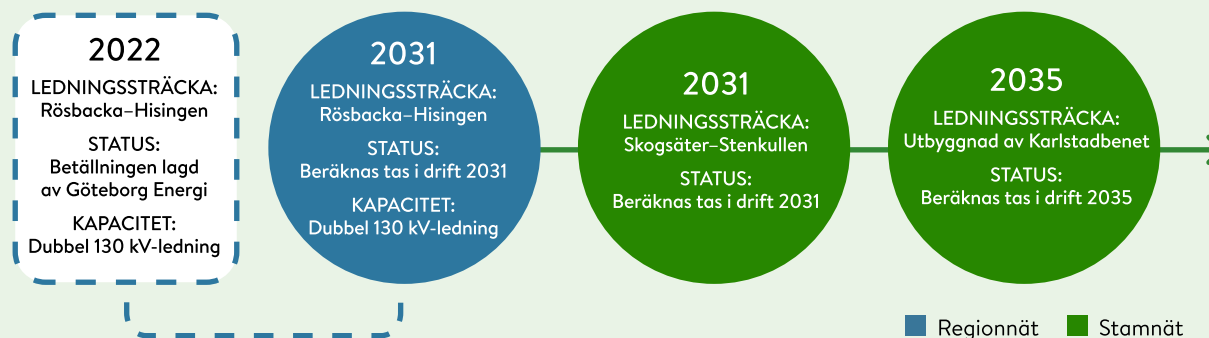 2022
LEDNINGSSTRÄCKA:
Rösbacka–Hisingen
STATUS:
Betällningen lagd
av Göteborg Energi
KAPACITET:
Dubbel 130 kV-ledning
2031
LEDNINGSSTRÄCKA:
Rösbacka–Hisingen
STATUS:
Beräknas tas i drift 2031
KAPACITET:
Dubbel 130 kV-ledning
2031
LEDNINGSSTRÄCKA:
Skogsäter–Stenkullen
STATUS:
Beräknas tas i drift 2031
2035
LEDNINGSSTRÄCKA:
Utbyggnad av Karlstadbenet
STATUS:
Beräknas tas i drift 2035
Regionnät
Stamnät